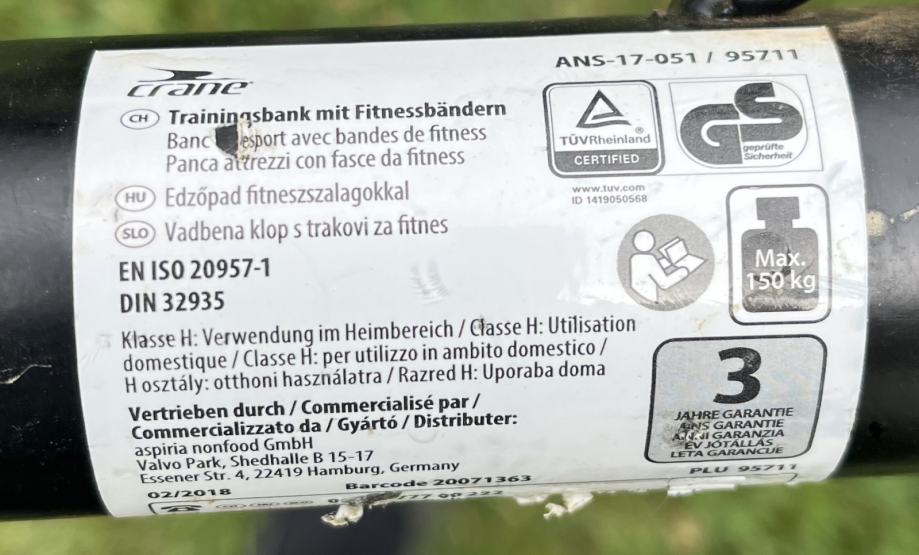 crane
ANS-17-051 / 95711
CH Trainingsbank mit Fitnessbändern
Banc esport avec bandes de fitness
Panca attrezzi con fasce da fitness
HU Edzőpad fitneszszalagokkal
SLO Vadbena klop s trakovi za fitnes
EN ISO 20957-1
DIN 32935
TÜVRheinland®
CERTIFIED
www.tuv.com
ID 1419050568
GS
geprüfte
Sicherheit
Max.
150 kg
Klasse H: Verwendung im Heimbereich / Classe H: Utilisation
domestique / Classe H: per utilizzo in ambito domestico /
H osztály: otthoni használatra / Razred H: Uporaba doma
Vertrieben durch / Commercialisé par /
Commercializzato da / Gyártó / Distributer:
aspiria nonfood GmbH
Valvo Park, Shedhalle B 15-17
Essener Str. 4, 22419 Hamburg, Germany
02/2018
Barcode 20071363
3
JAHRE GARANTIE
ANS GARANTIE
ANNI GARANZIA
ÉV JÓTÁLLÁS
LETA GARANCIJE
PLU 95711